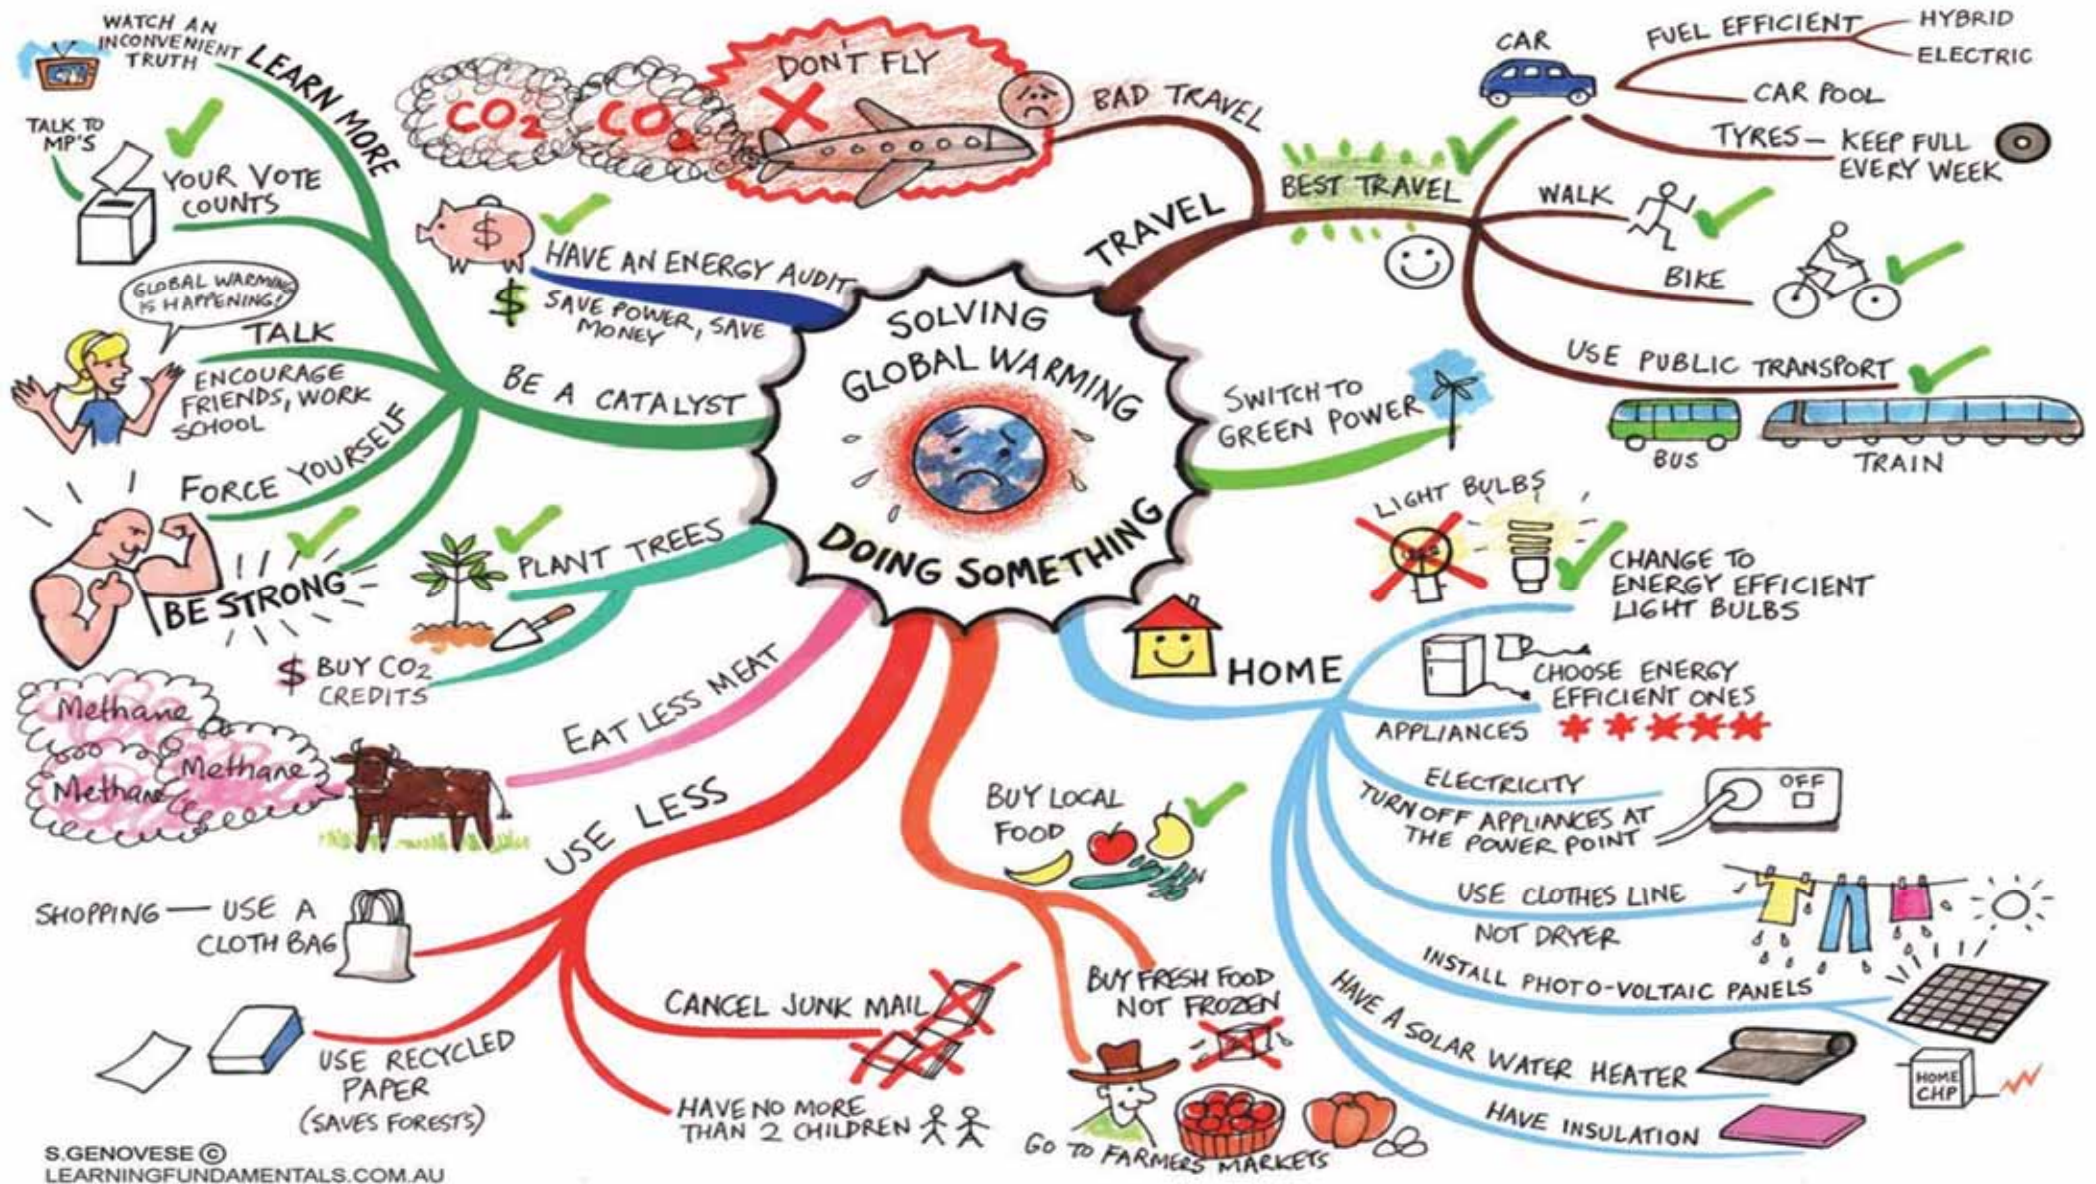 SOLVING
GLOBAL WARMING
DOING SOMETHING
TRAVEL
BAD TRAVEL
DON'T FLY
CO2
CO2
BEST TRAVEL
CAR
FUEL EFFICIENT
HYBRID
ELECTRIC
CAR POOL
TYRES — KEEP FULL
EVERY WEEK
WALK
BIKE
USE PUBLIC TRANSPORT
BUS
TRAIN
SWITCH TO
GREEN POWER
HOME
LIGHT BULBS
CHANGE TO
ENERGY EFFICIENT
LIGHT BULBS
APPLIANCES
CHOOSE ENERGY
EFFICIENT ONES
ELECTRICITY
TURN OFF APPLIANCES AT
THE POWER POINT
OFF
USE CLOTHES LINE
NOT DRYER
INSTALL PHOTO-VOLTAIC PANELS
HOME
CHP
HAVE A SOLAR WATER HEATER
HAVE INSULATION
BUY LOCAL
FOOD
BUY FRESH FOOD
NOT FROZEN
GO TO FARMERS MARKETS
USE LESS
SHOPPING — USE A
CLOTH BAG
USE RECYCLED
PAPER
(SAVES FORESTS)
CANCEL JUNK MAIL
HAVE NO MORE
THAN 2 CHILDREN
EAT LESS MEAT
Methane
Methane
Methane
PLANT TREES
$ BUY CO2
CREDITS
BE A CATALYST
LEARN MORE
WATCH AN
INCONVENIENT
TRUTH
YOUR VOTE
COUNTS
TALK TO
MP'S
TALK
GLOBAL WARMING
IS HAPPENING!
ENCOURAGE
FRIENDS, WORK
SCHOOL
FORCE YOURSELF
BE STRONG
HAVE AN ENERGY AUDIT
$
$ SAVE POWER, SAVE
MONEY
S.GENOVESE ©
LEARNINGFUNDAMENTALS.COM.AU